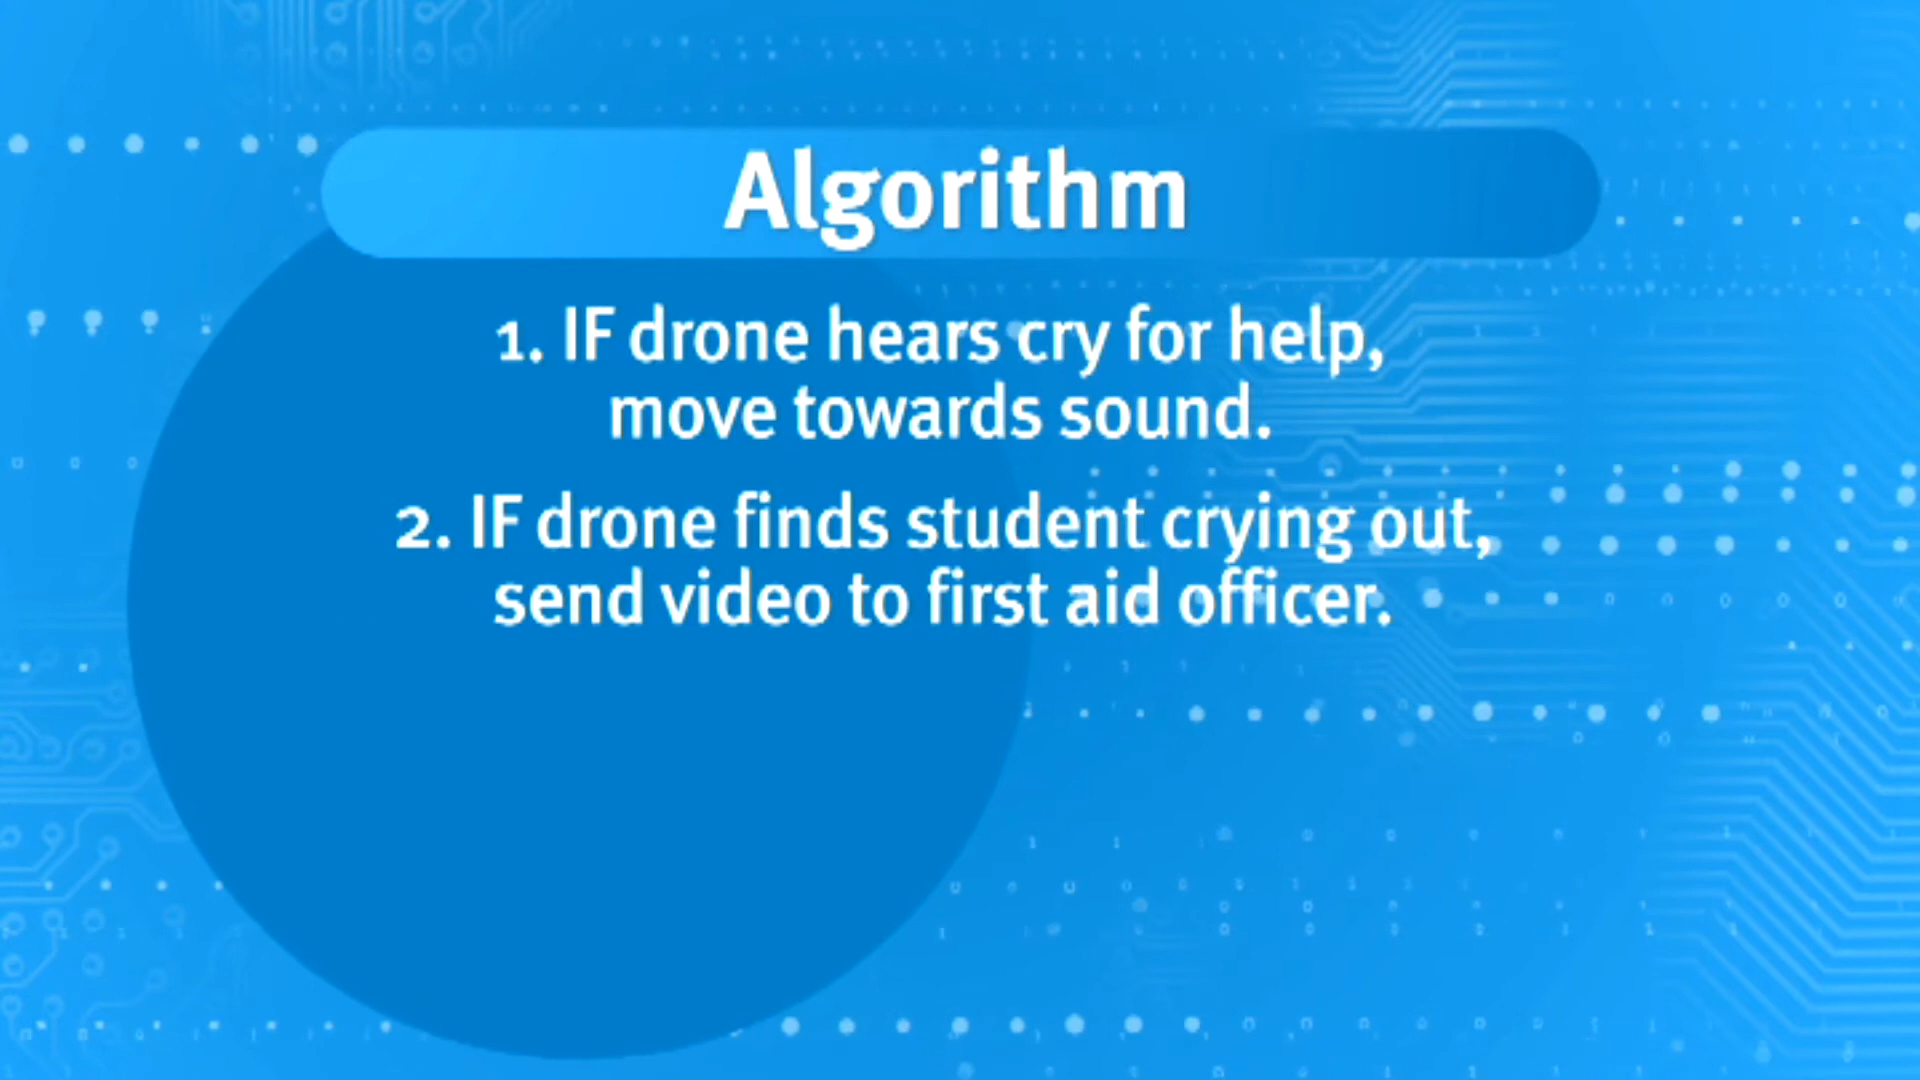 Algorithm
1. IF drone hears cry for help,
move towards sound.
2. IF drone finds student crying out,
send video to first aid officer.